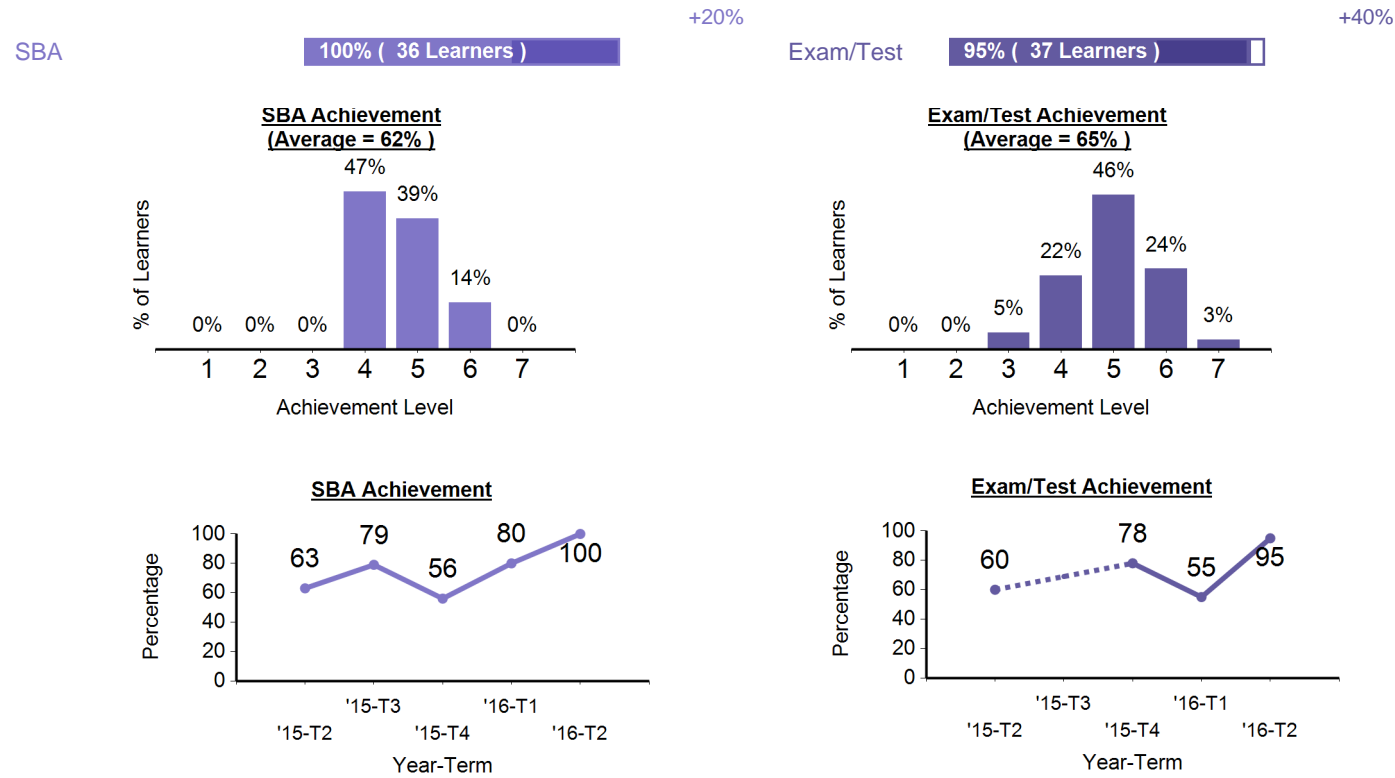 +20%
+40%
SBA
100% ( 36 Learners )
Exam/Test
95% ( 37 Learners )
SBA Achievement
(Average = 62% )
47%
39%
14%
0%
0%
0%
0%
% of Learners
1 2 3 4 5 6 7
Achievement Level
Exam/Test Achievement
(Average = 65% )
46%
24%
22%
5%
3%
0%
0%
% of Learners
1 2 3 4 5 6 7
Achievement Level
SBA Achievement
100
80
60
40
20
0
Percentage
63
79
56
80
100
'15-T3
'16-T1
'15-T2
'15-T4
'16-T2
Year-Term
Exam/Test Achievement
100
80
60
40
20
0
Percentage
60
78
55
95
'15-T3
'16-T1
'15-T2
'15-T4
'16-T2
Year-Term